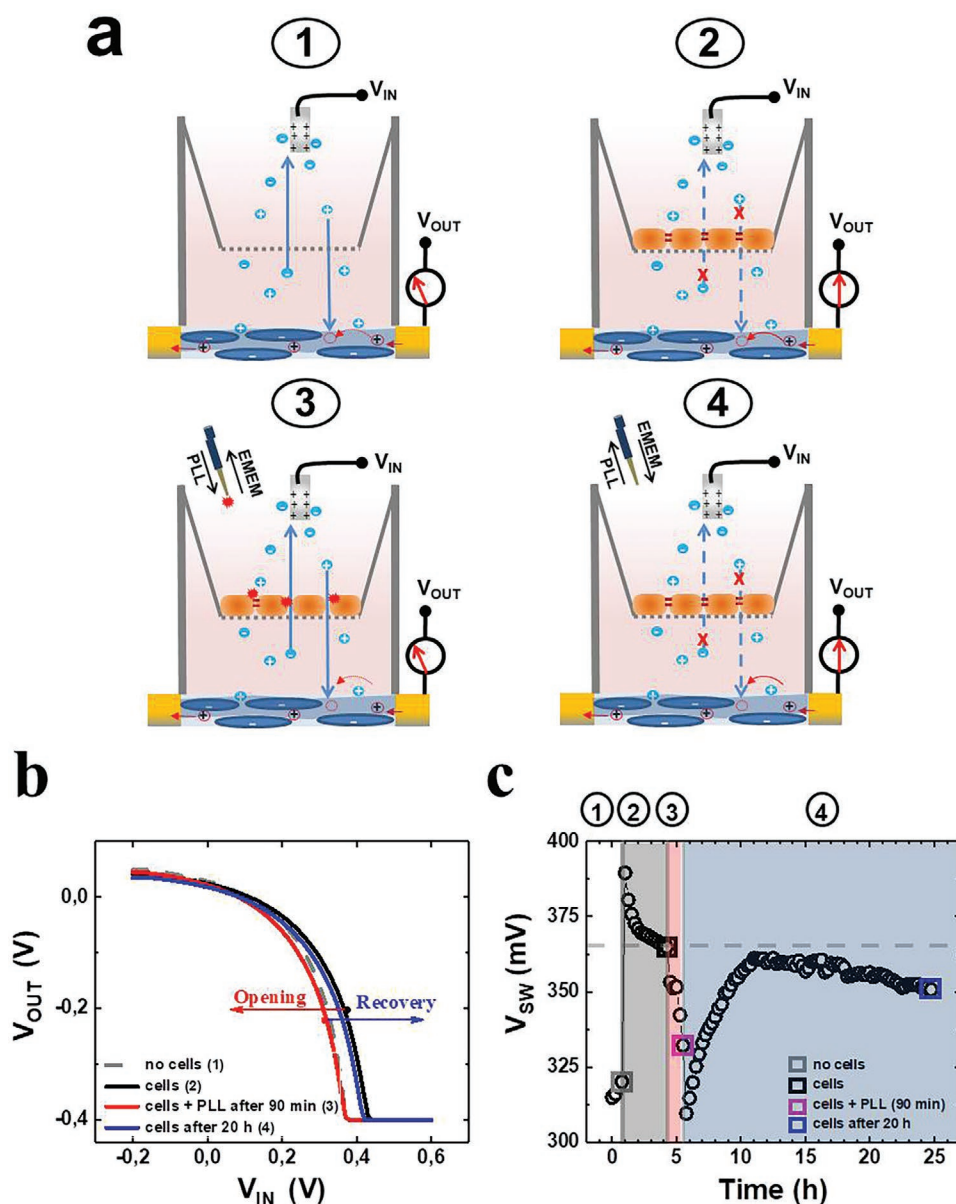 a
1
2
V_IN
V_IN
V_OUT
V_OUT
3
4
PLL
EMEM
V_IN
PLL
EMEM
V_IN
V_OUT
V_OUT
b
V_OUT (V)
0,0
-0,2
-0,4
Opening
Recovery
no cells (1)
cells (2)
cells + PLL after 90 min (3)
cells after 20 h (4)
-0,2 0,0 0,2 0,4 0,6
V_IN (V)
c
1 2 3 4
V_SW (mV)
400
375
350
325
300
no cells
cells
cells + PLL (90 min)
cells after 20 h
0 5 10 15 20 25
Time (h)